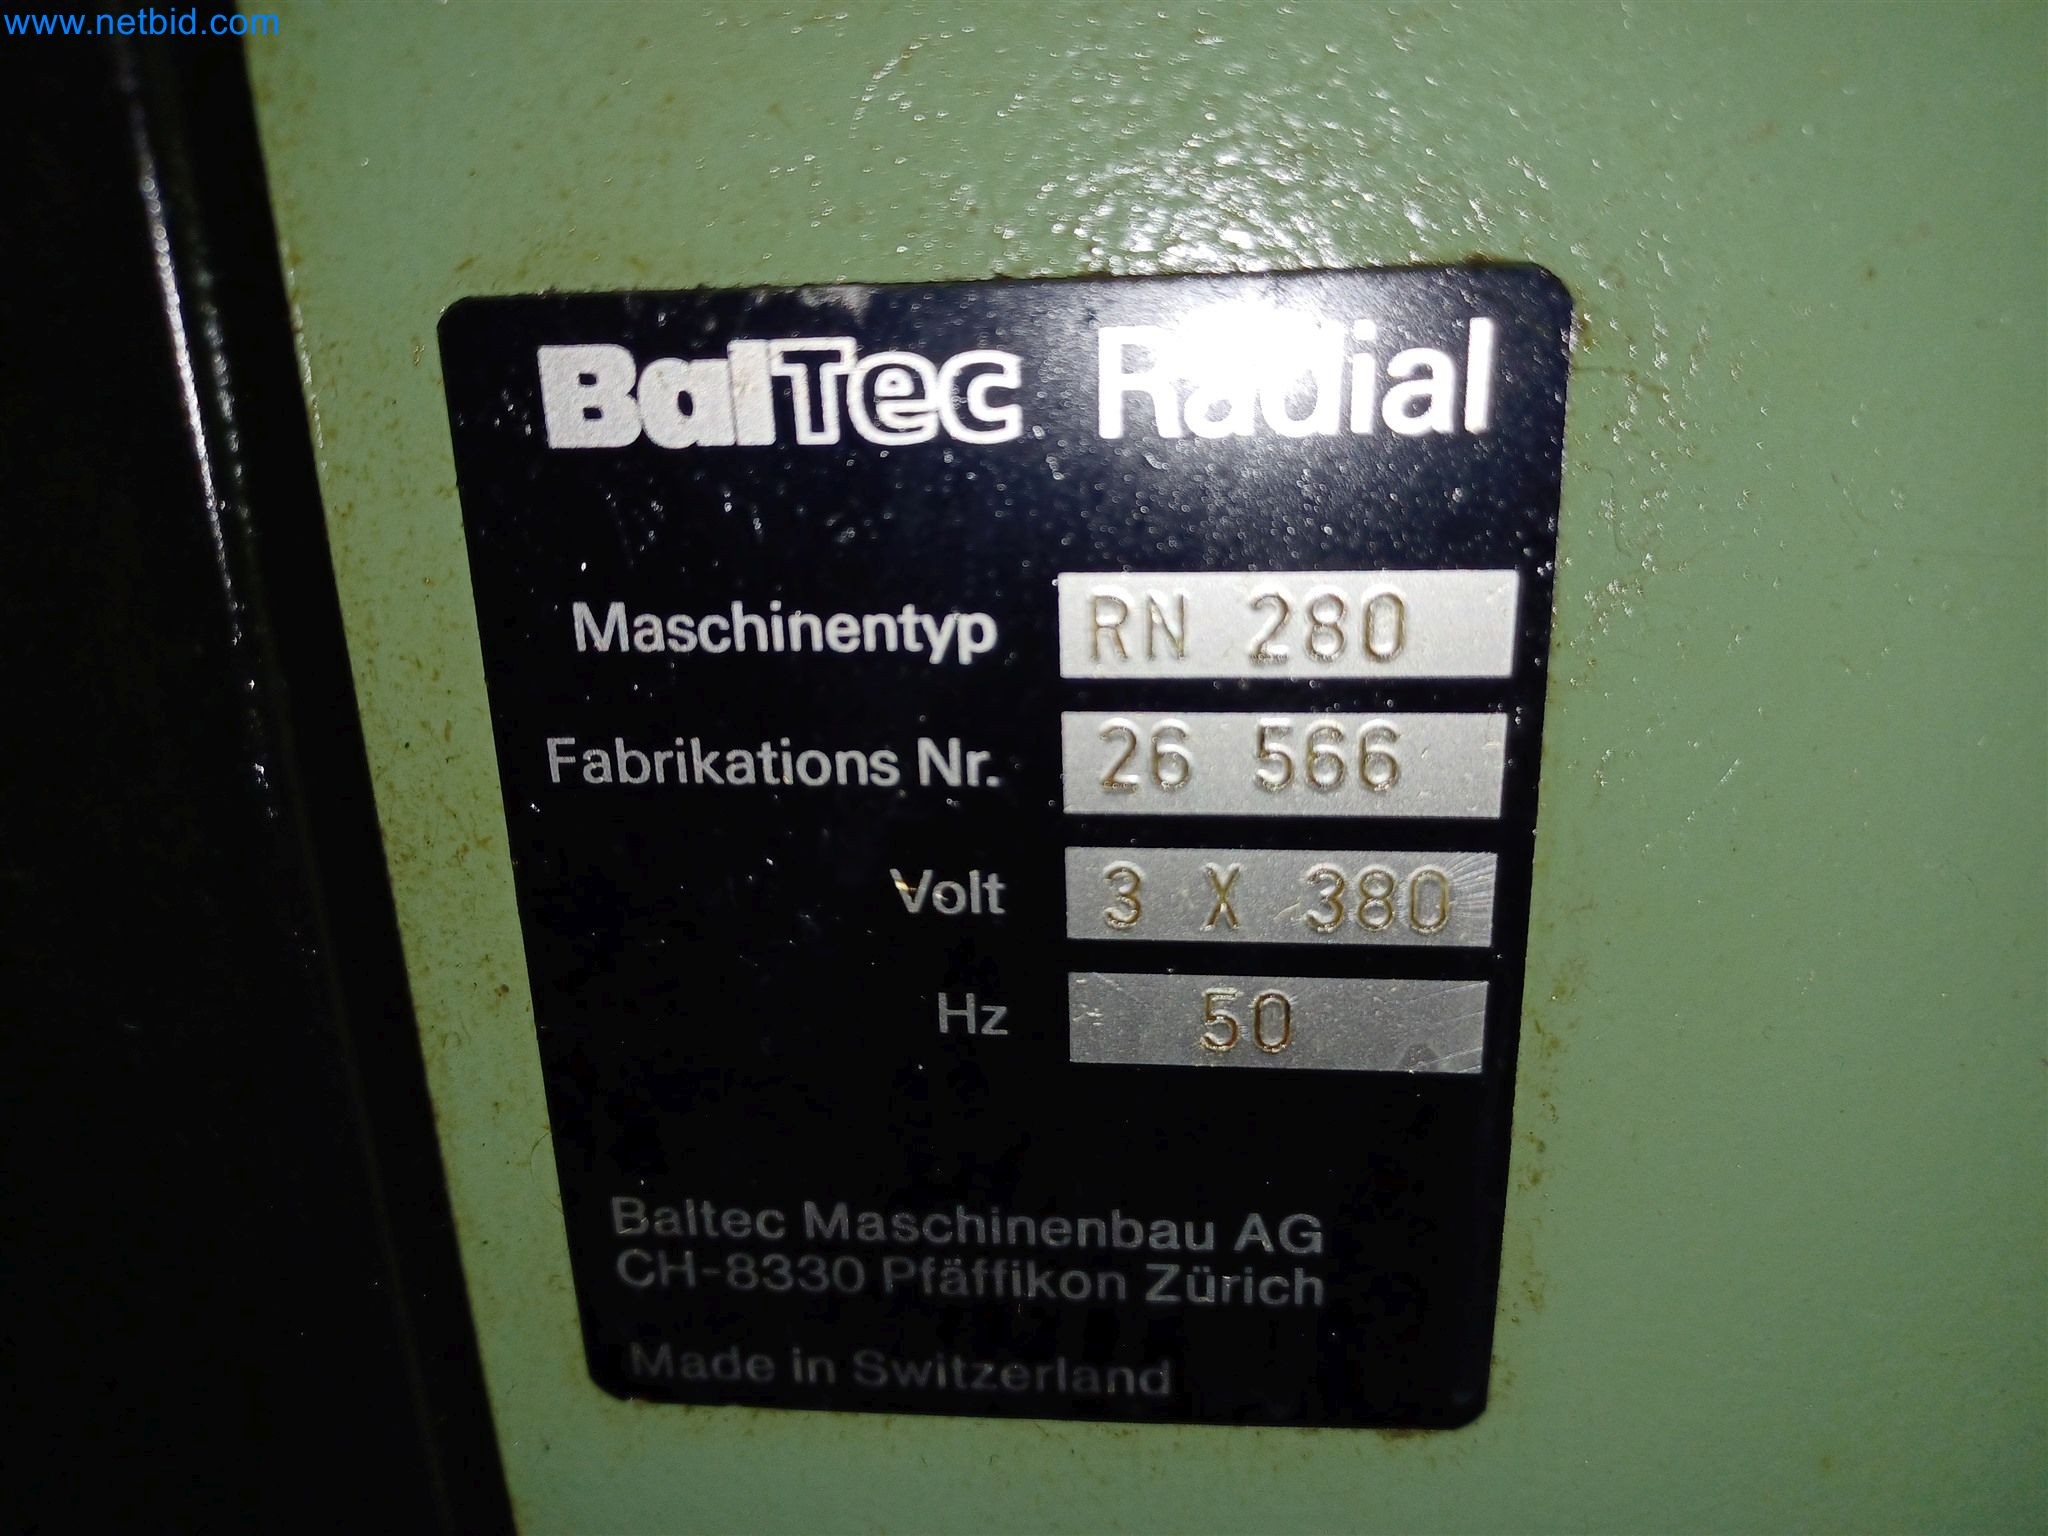 www.netbid.com
BalTec Radial
Maschinentyp RN 280
Fabrikations Nr. 26 566
Volt 3 X 380
Hz 50
Baltec Maschinenbau AG
CH-8330 Pfäffikon Zürich
Made in Switzerland